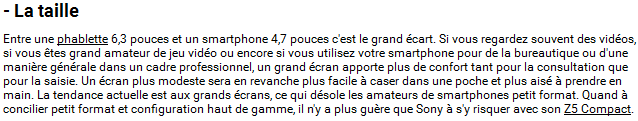 - La taille
Entre une phablette 6,3 pouces et un smartphone 4,7 pouces c'est le grand écart. Si vous regardez souvent des vidéos,
si vous êtes grand amateur de jeu vidéo ou encore si vous utilisez votre smartphone pour de la bureautique ou d'une
manière générale dans un cadre professionnel, un grand écran apporte plus de confort tant pour la consultation que
pour la saisie. Un écran plus modeste sera en revanche plus facile à caser dans une poche et plus aisé à prendre en
main. La tendance actuelle est aux grands écrans, ce qui désole les amateurs de smartphones petit format. Quand à
concilier petit format et configuration haut de gamme, il n'y a plus guère que Sony à s'y risquer avec son Z5 Compact.